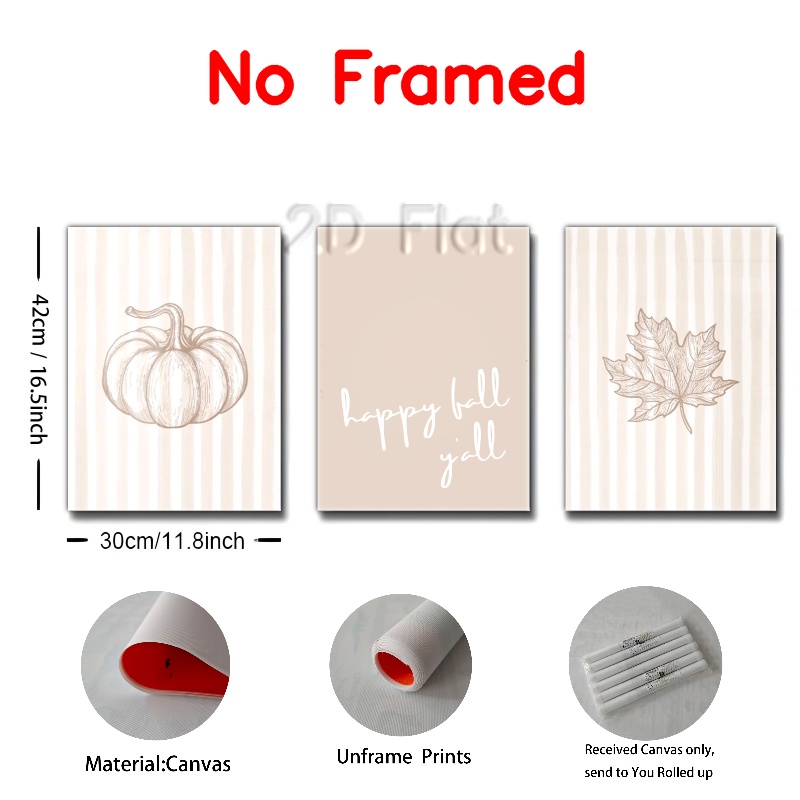 No Framed
2D Flat
42cm / 16.5inch
happy fall
y'all
30cm/11.8inch
Material:Canvas
Unframe Prints
Received Canvas only,
send to You Rolled up